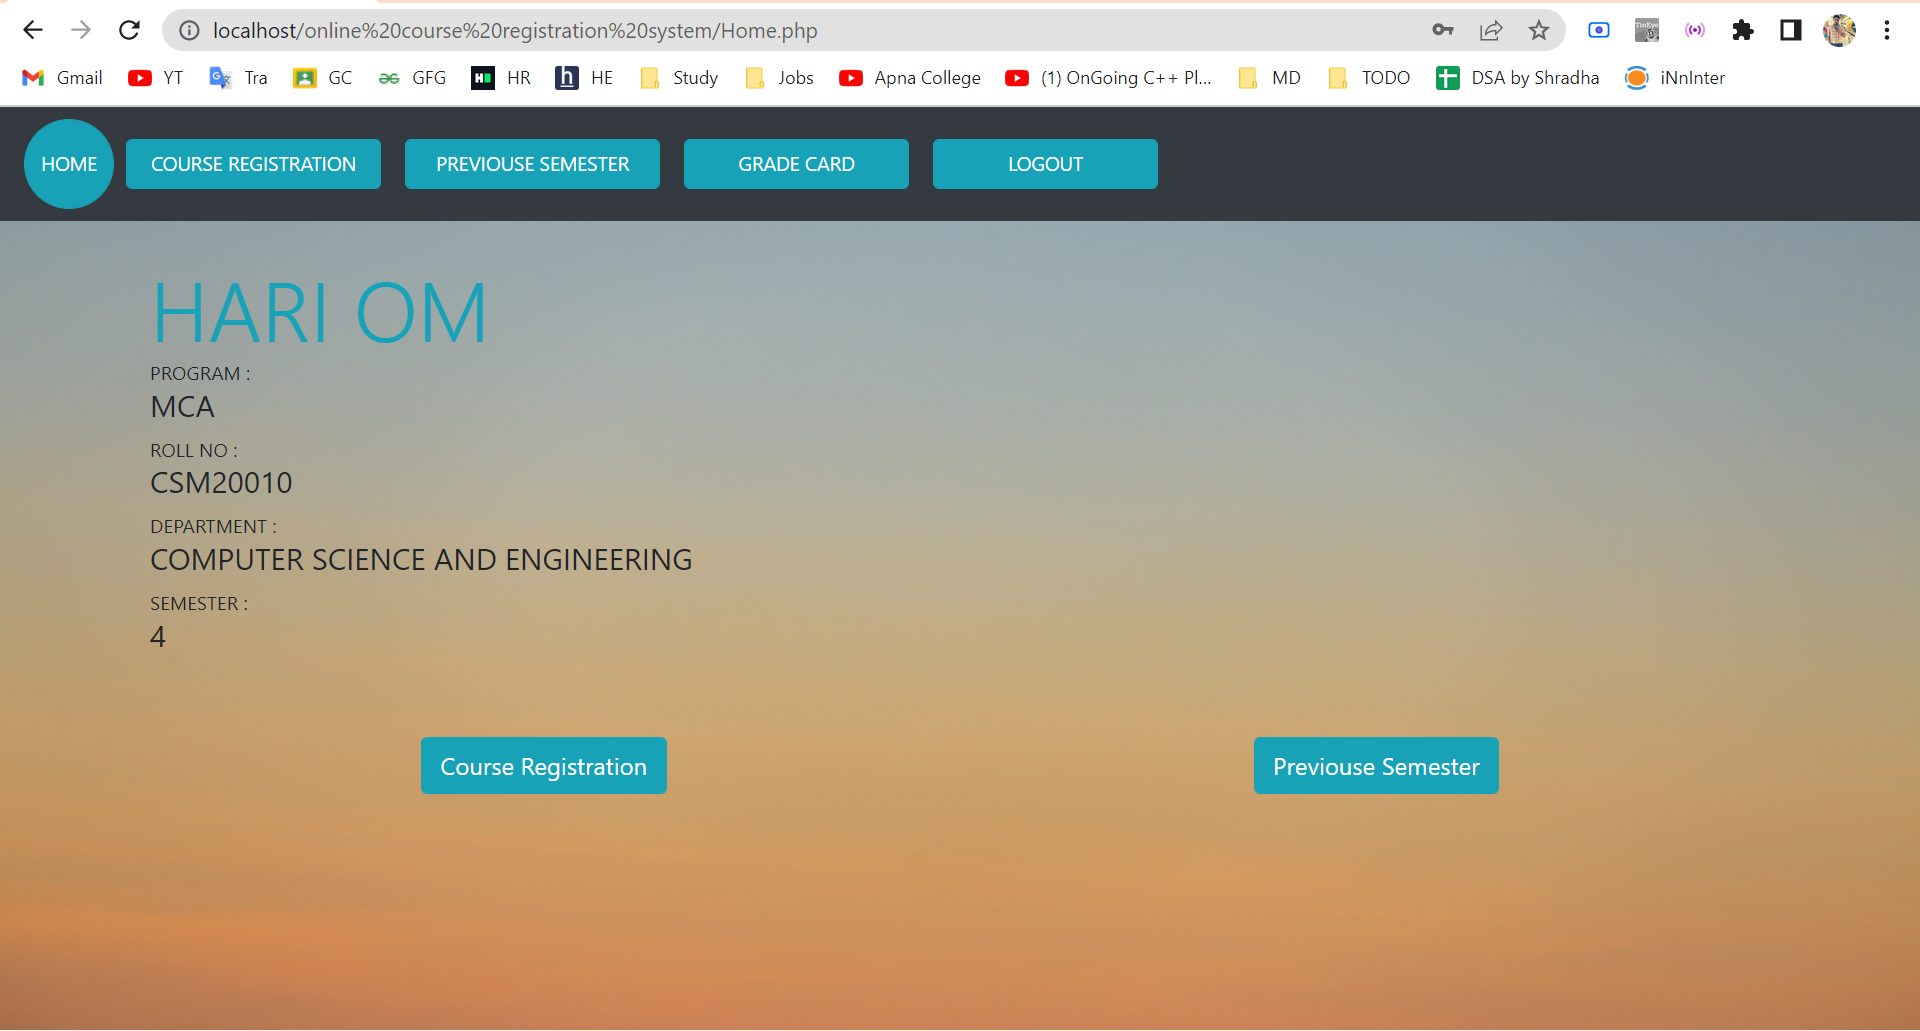 localhost/online%20course%20registration%20system/Home.php
Gmail YT Tra GC GFG HR HE Study Jobs Apna College (1) OnGoing C++ Pl... MD TODO DSA by Shradha iNnInter
HOME COURSE REGISTRATION PREVIOUSE SEMESTER GRADE CARD LOGOUT
HARI OM
PROGRAM :
MCA
ROLL NO :
CSM20010
DEPARTMENT :
COMPUTER SCIENCE AND ENGINEERING
SEMESTER :
4
Course Registration Previouse Semester